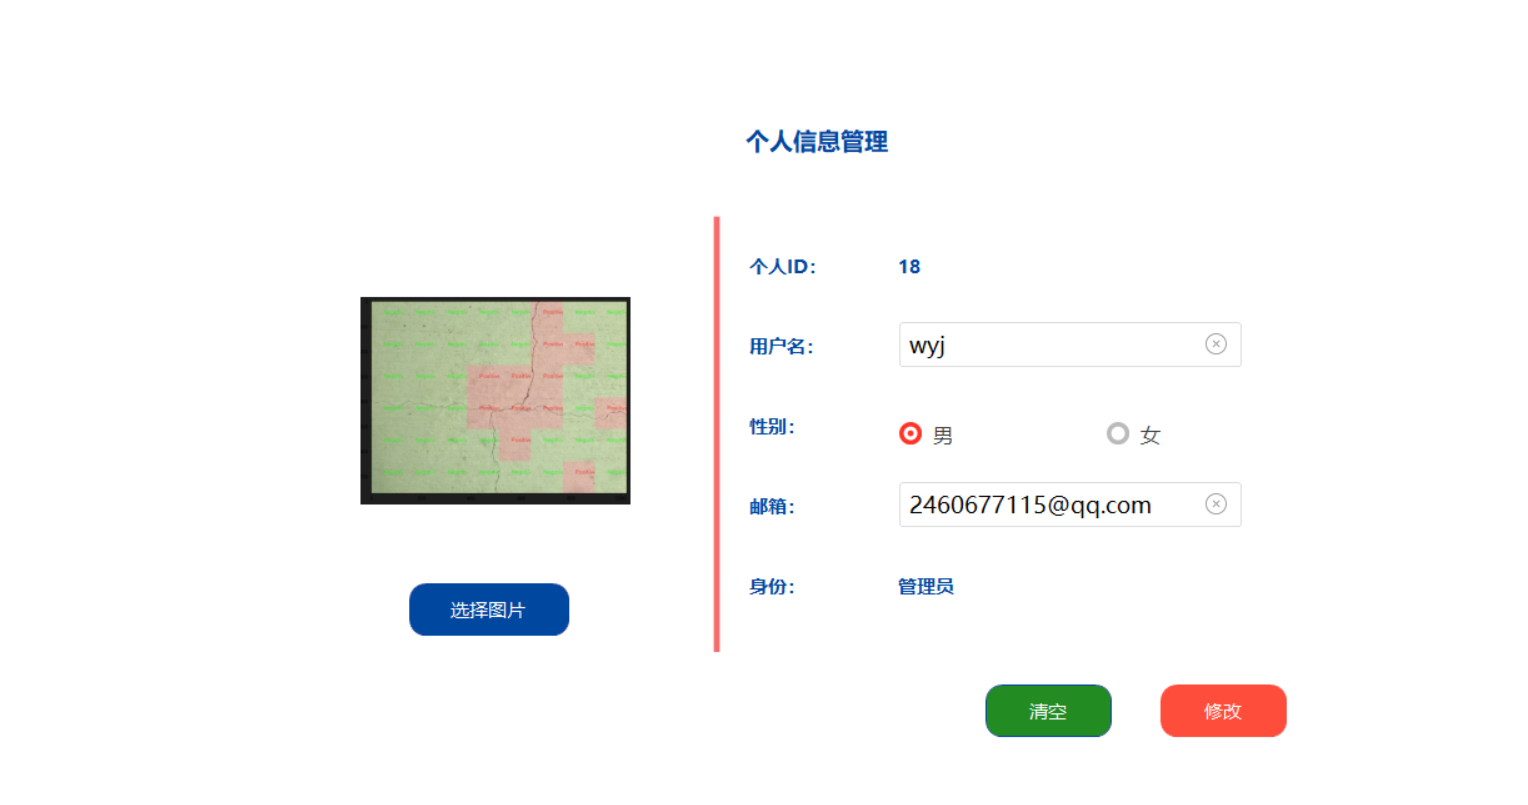 个人信息管理
个人ID： 18
用户名： wyj
性别： 男 女
邮箱： 2460677115@qq.com
身份： 管理员
选择图片
清空 修改